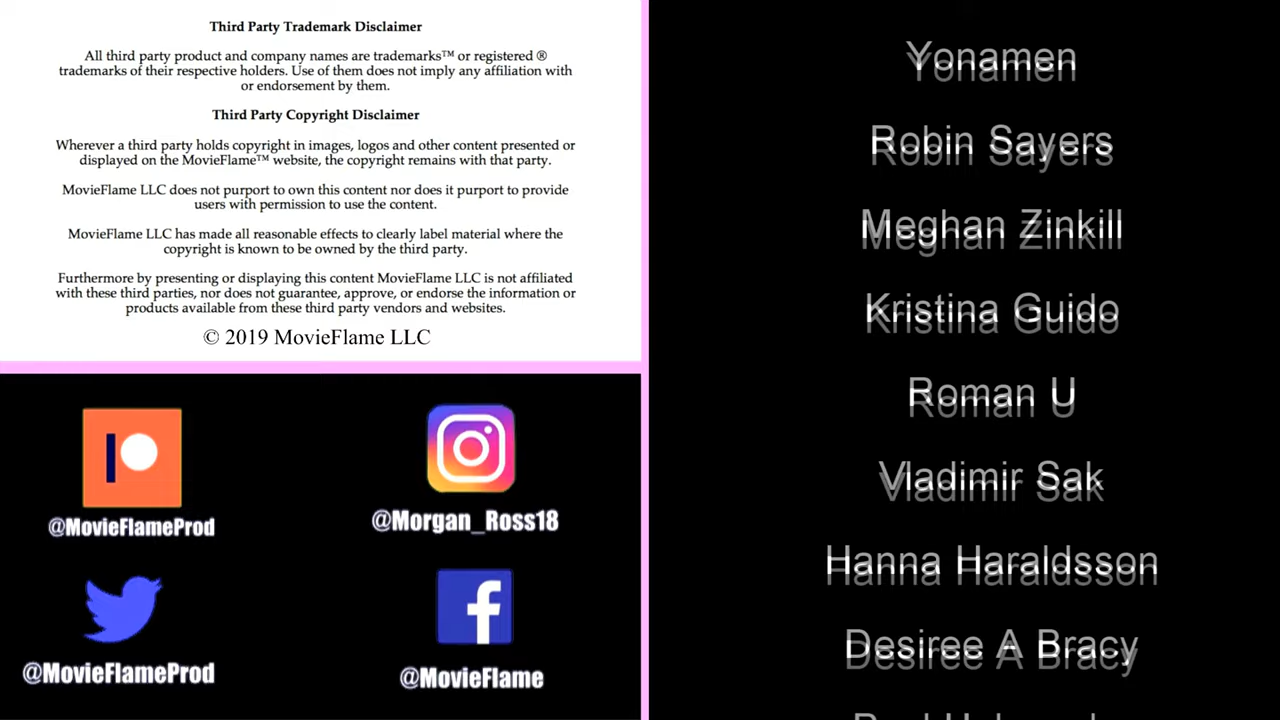 Third Party Trademark Disclaimer
All third party product and company names are trademarks™ or registered ®
trademarks of their respective holders. Use of them does not imply any affiliation with
or endorsement by them.
Third Party Copyright Disclaimer
Wherever a third party holds copyright in images, logos and other content presented or
displayed on the MovieFlame™ website, the copyright remains with that party.
MovieFlame LLC does not purport to own this content nor does it purport to provide
users with permission to use the content.
MovieFlame LLC has made all reasonable effects to clearly label material where the
copyright is known to be owned by the third party.
Furthermore by presenting or displaying this content MovieFlame LLC is not affiliated
with these third parties, nor does not guarantee, approve, or endorse the information or
products available from these third party vendors and websites.
© 2019 MovieFlame LLC
@MovieFlameProd
@Morgan_Ross18
@MovieFlameProd
@MovieFlame
Yonamen
Robin Sayers
Meghan Zinkill
Kristina Guido
Roman U
Vladimir Sak
Hanna Haraldsson
Desiree A Bracy